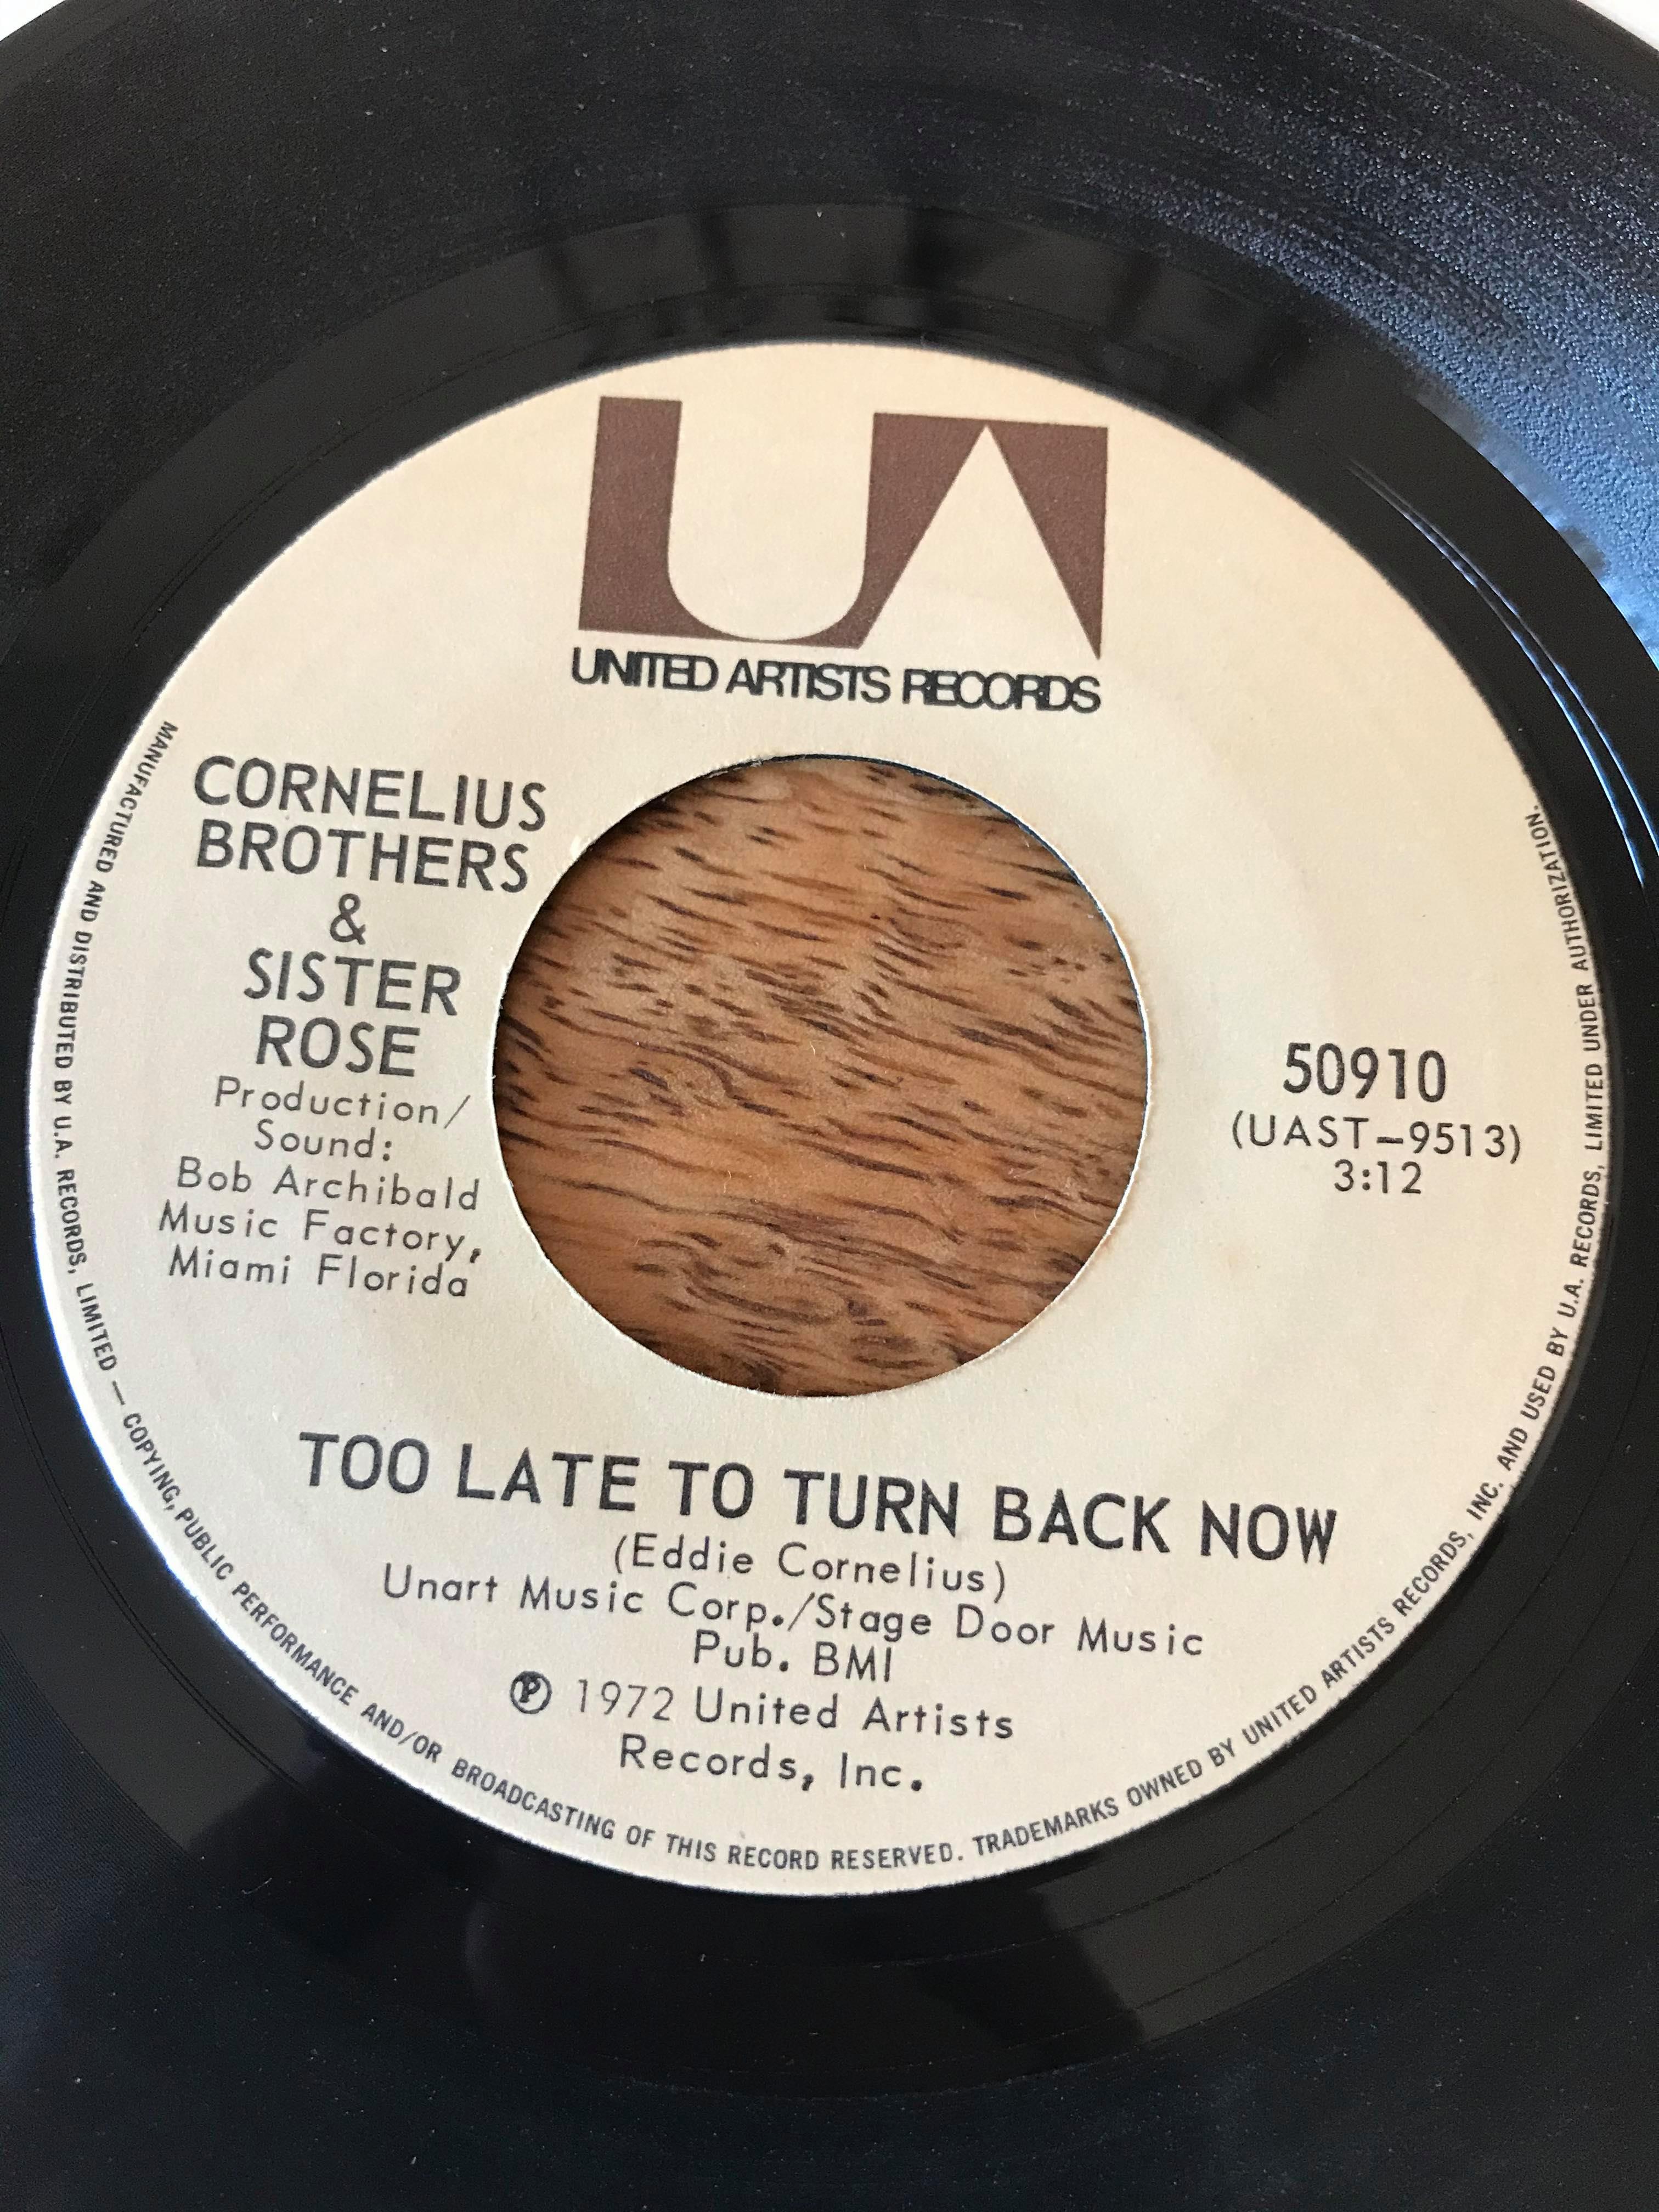 UA
UNITED ARTISTS RECORDS
CORNELIUS
BROTHERS
&
SISTER
ROSE
Production/
Sound:
Bob Archibald
Music Factory,
Miami Florida
50910
(UAST-9513)
3:12
TOO LATE TO TURN BACK NOW
(Eddie Cornelius)
Unart Music Corp./Stage Door Music
Pub. BMI
Ⓟ 1972 United Artists
Records, Inc.
MANUFACTURED AND DISTRIBUTED BY U.A. RECORDS, LIMITED — COPYING, PUBLIC PERFORMANCE AND/OR BROADCASTING OF THIS RECORD RESERVED. TRADEMARKS OWNED BY UNITED ARTISTS RECORDS, INC. AND USED BY U.A. RECORDS, LIMITED UNDER AUTHORIZATION.